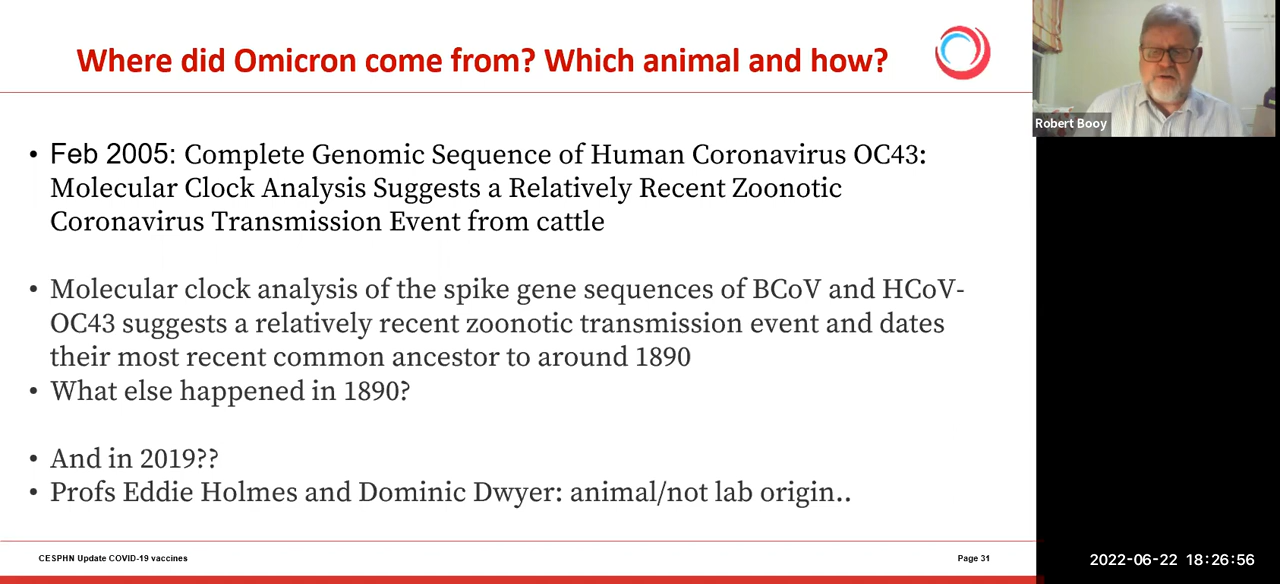 Where did Omicron come from? Which animal and how?
Robert Booy
• Feb 2005: Complete Genomic Sequence of Human Coronavirus OC43:
Molecular Clock Analysis Suggests a Relatively Recent Zoonotic
Coronavirus Transmission Event from cattle
• Molecular clock analysis of the spike gene sequences of BCoV and HCoV-
OC43 suggests a relatively recent zoonotic transmission event and dates
their most recent common ancestor to around 1890
• What else happened in 1890?
• And in 2019??
• Profs Eddie Holmes and Dominic Dwyer: animal/not lab origin..
CESPHN Update COVID-19 vaccines
Page 31
2022-06-22 18:26:56